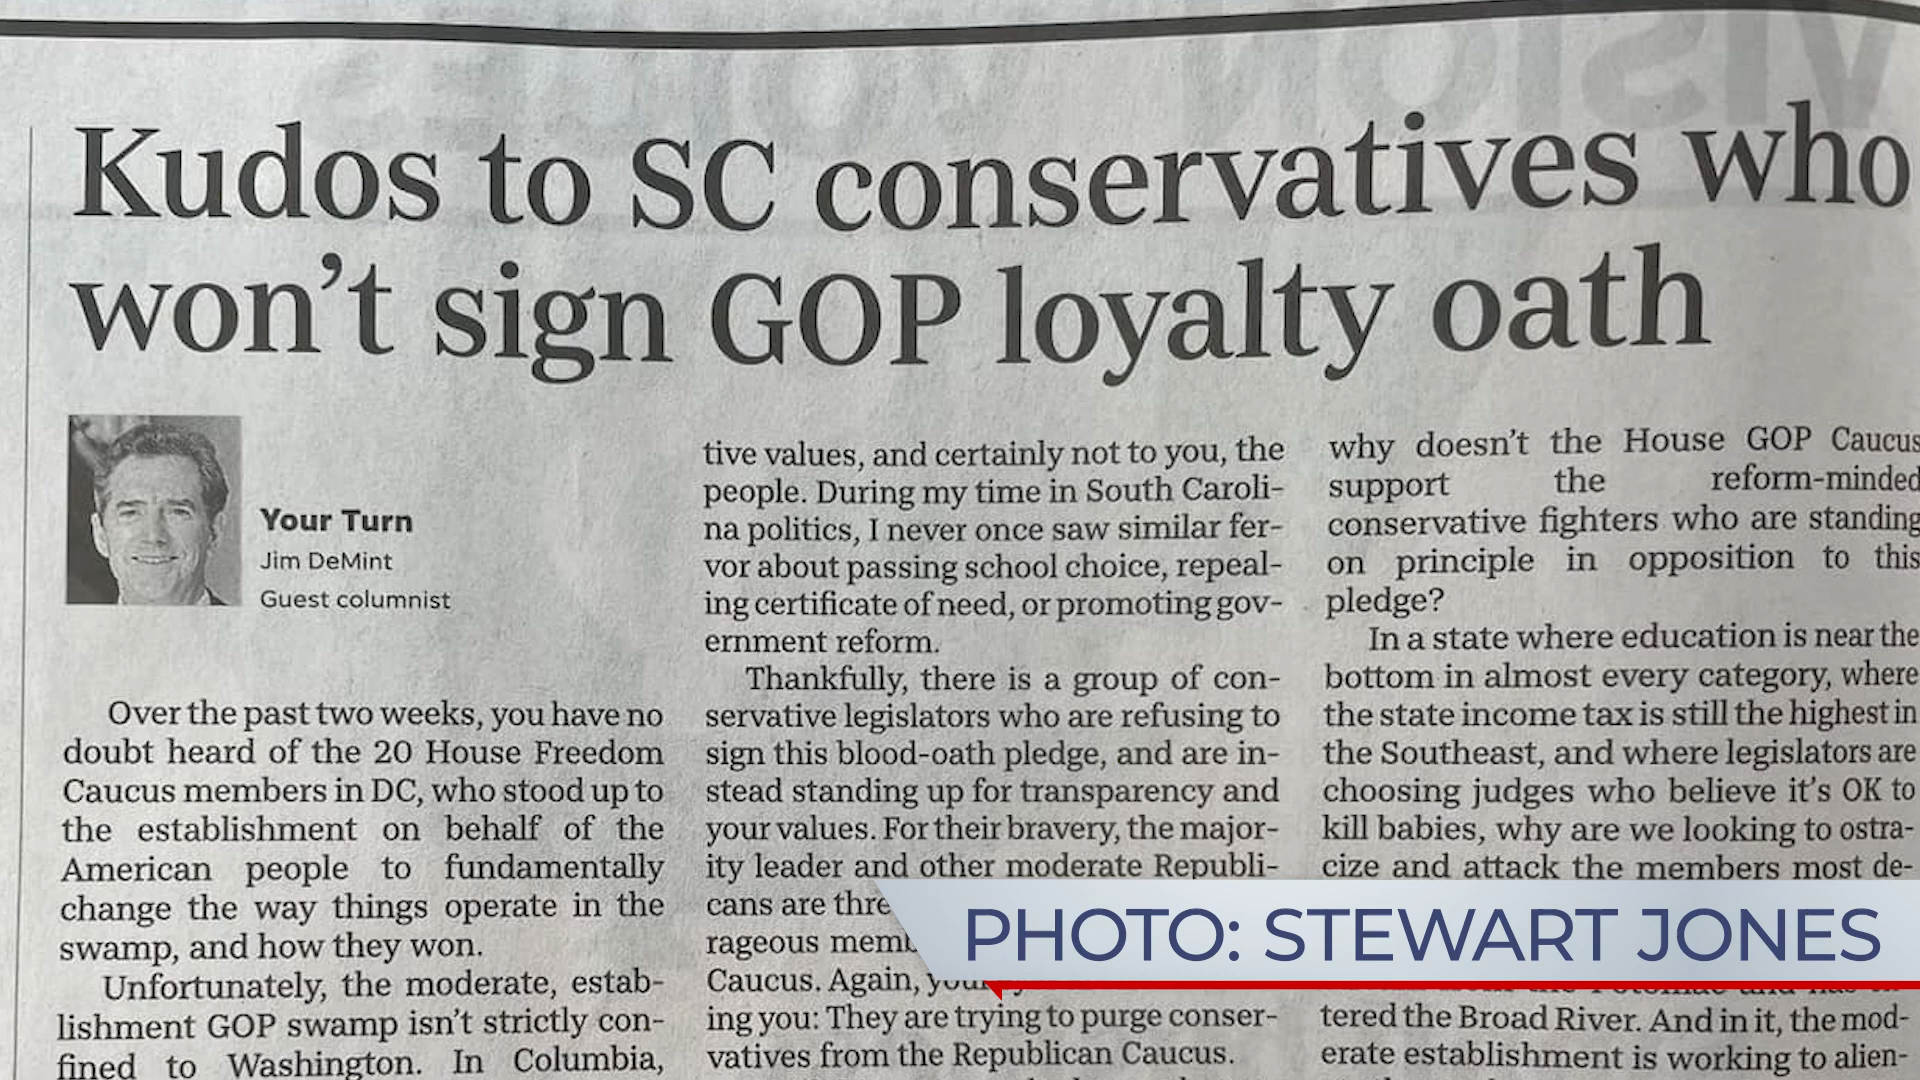 Kudos to SC conservatives who
won't sign GOP loyalty oath
Your Turn
Jim DeMint
Guest columnist
Over the past two weeks, you have no
doubt heard of the 20 House Freedom
Caucus members in DC, who stood up to
the establishment on behalf of the
American people to fundamentally
change the way things operate in the
swamp, and how they won.
Unfortunately, the moderate, estab-
lishment GOP swamp isn't strictly con-
fined to Washington. In Columbia,
tive values, and certainly not to you, the
people. During my time in South Caroli-
na politics, I never once saw similar fer-
vor about passing school choice, repeal-
ing certificate of need, or promoting gov-
ernment reform.
Thankfully, there is a group of con-
servative legislators who are refusing to
sign this blood-oath pledge, and are in-
stead standing up for transparency and
your values. For their bravery, the major-
ity leader and other moderate Republi-
cans are thre
rageous memb
Caucus. Again,
ing you: They are trying to purge conser-
vatives from the Republican Caucus.
why doesn't the House GOP Caucus
support the reform-minded
conservative fighters who are standing
on principle in opposition to this
pledge?
In a state where education is near the
bottom in almost every category, where
the state income tax is still the highest in
the Southeast, and where legislators are
choosing judges who believe it's OK to
kill babies, why are we looking to ostra-
cize and attack the members most de-
tered the Broad River. And in it, the mod-
erate establishment is working to alien-
PHOTO: STEWART JONES